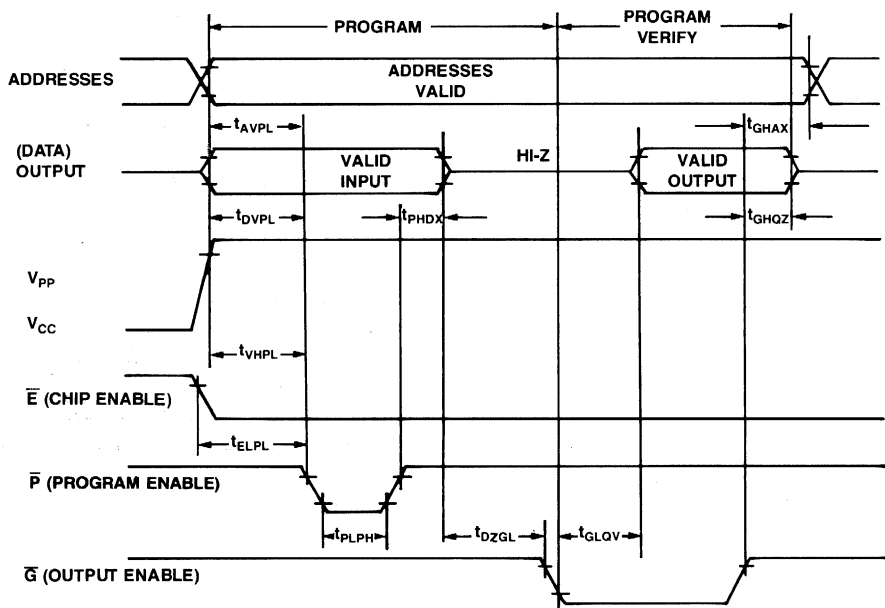 PROGRAM
PROGRAM
VERIFY
ADDRESSES
ADDRESSES
VALID
tAVPL
tGHAX
(DATA)
OUTPUT
VALID
INPUT
HI-Z
VALID
OUTPUT
tDVPL
tPHDX
tGHQZ
VPP
VCC
tVHPL
E̅ (CHIP ENABLE)
tELPL
P̅ (PROGRAM ENABLE)
tPLPH
tDZGL
tGLQV
G̅ (OUTPUT ENABLE)